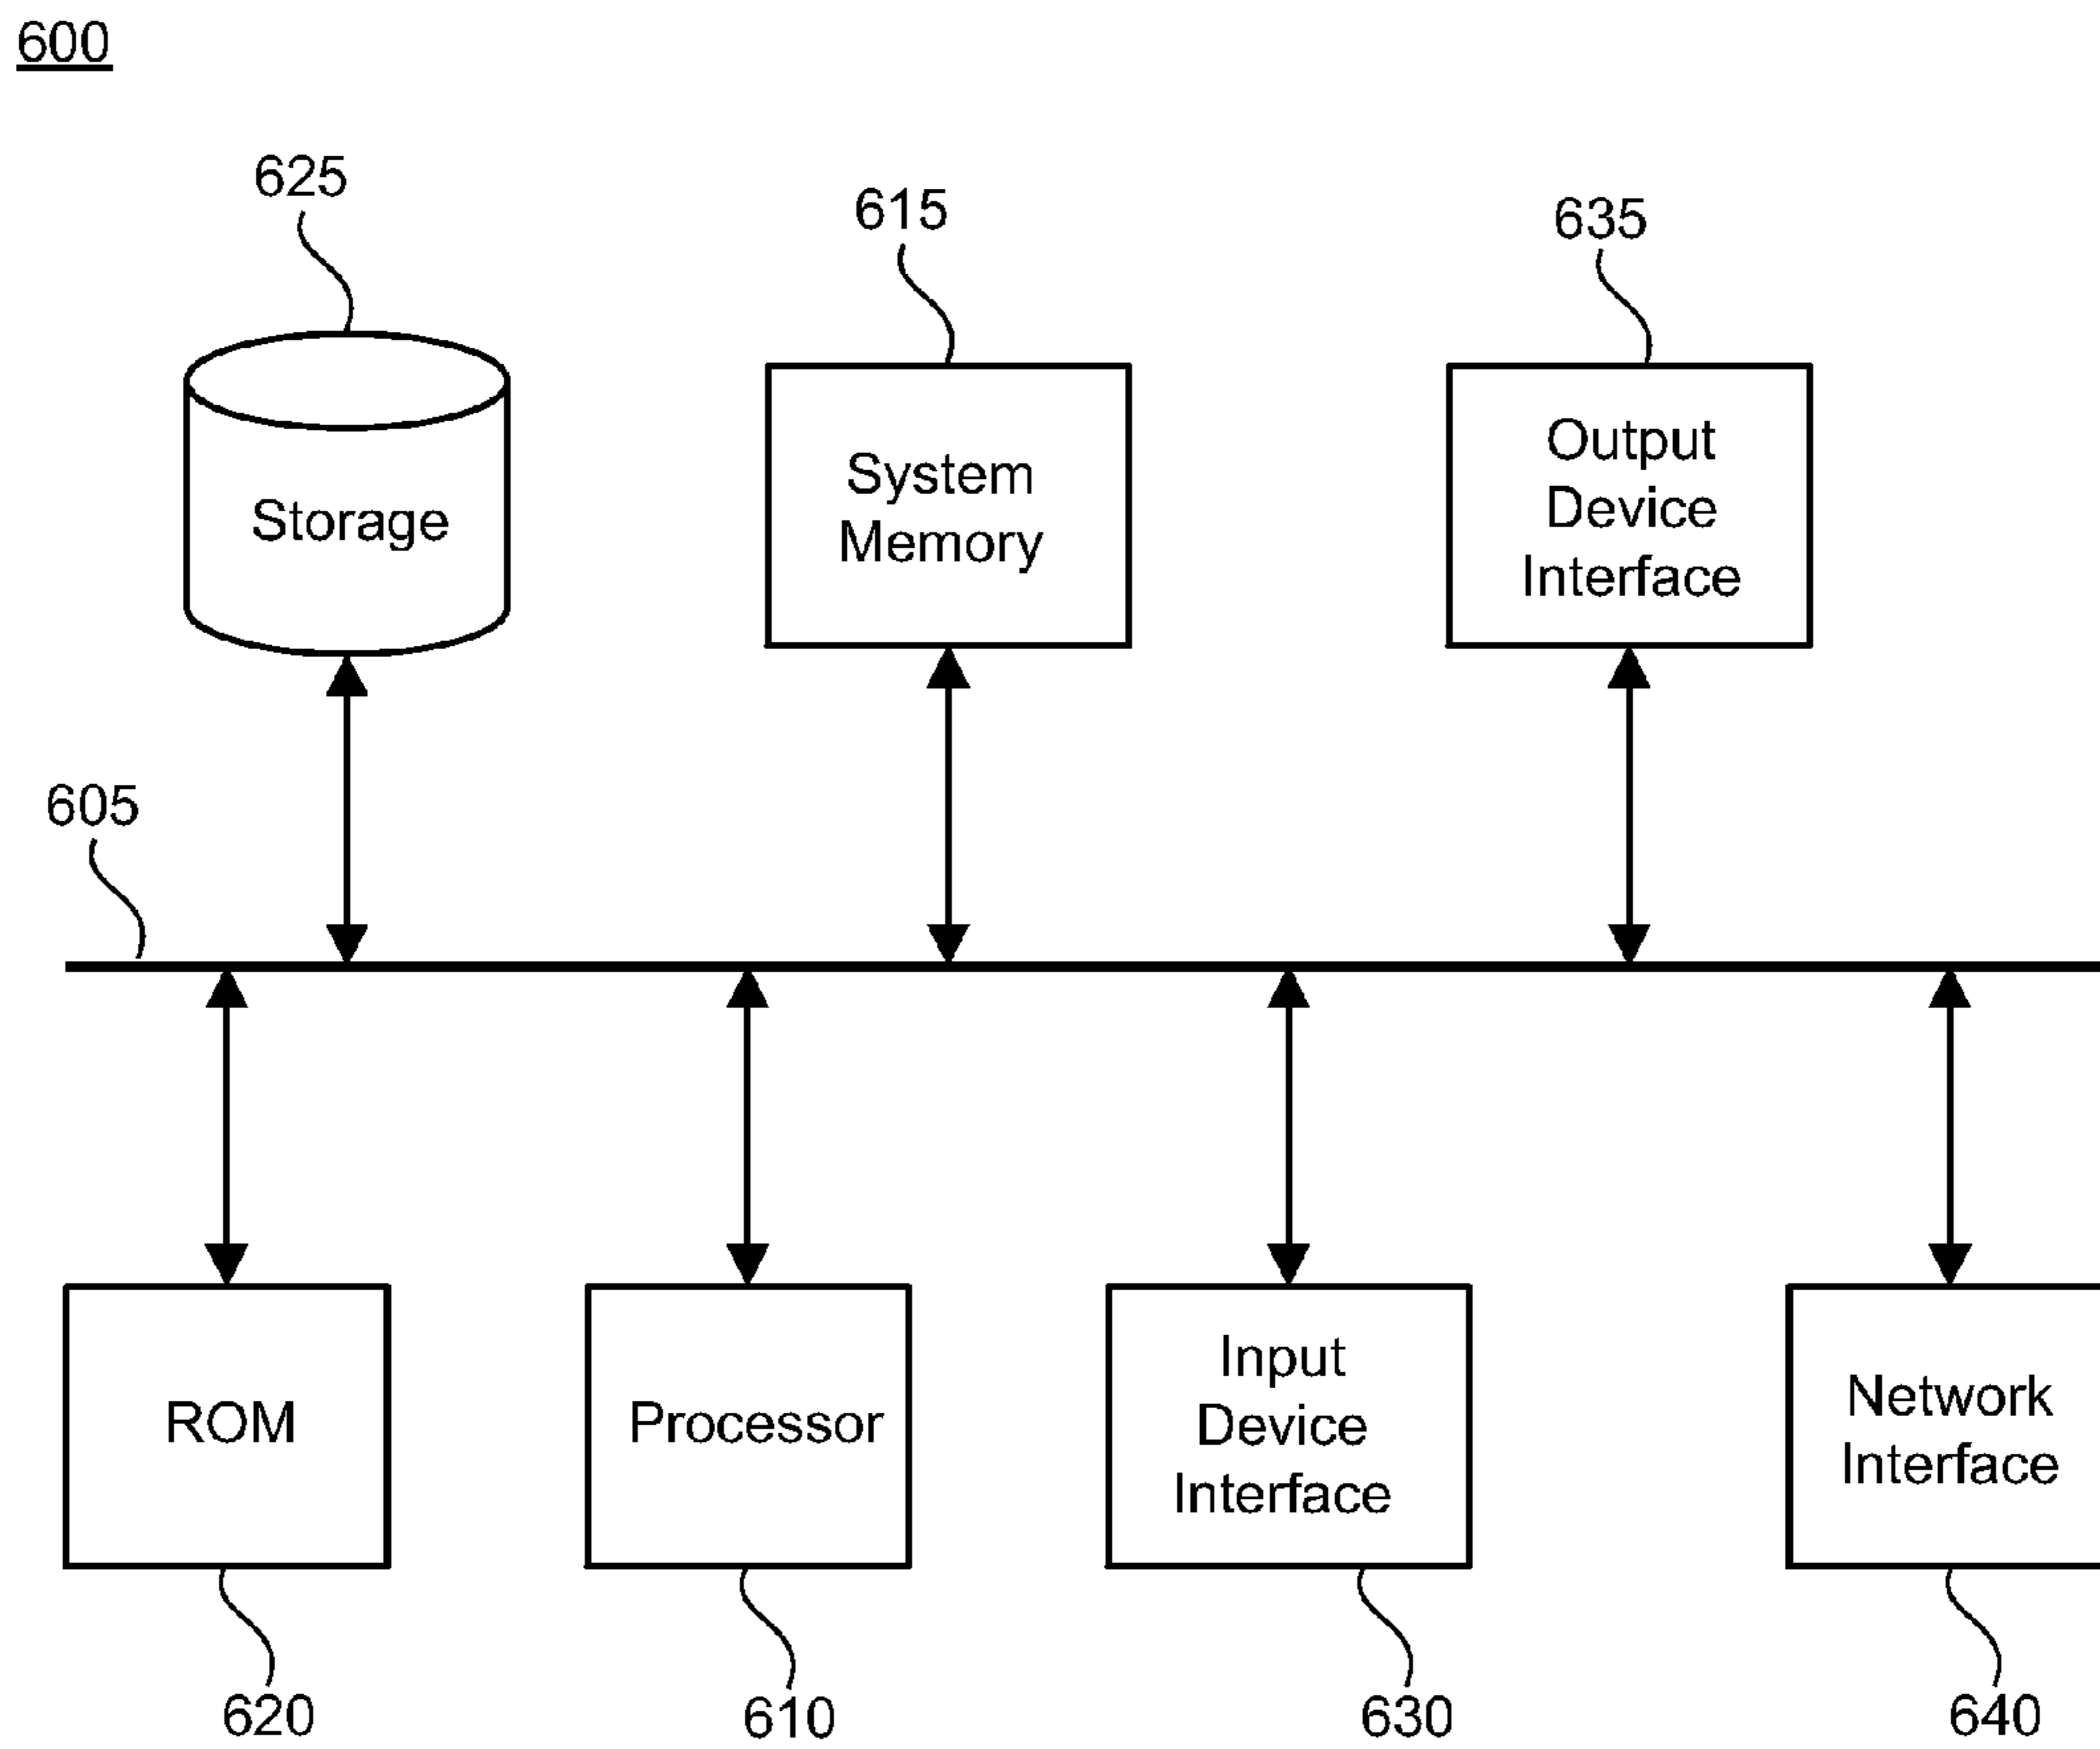 600
625
615
635
Storage
System
Memory
Output
Device
Interface
605
ROM
Processor
Input
Device
Interface
Network
Interface
620
610
630
640